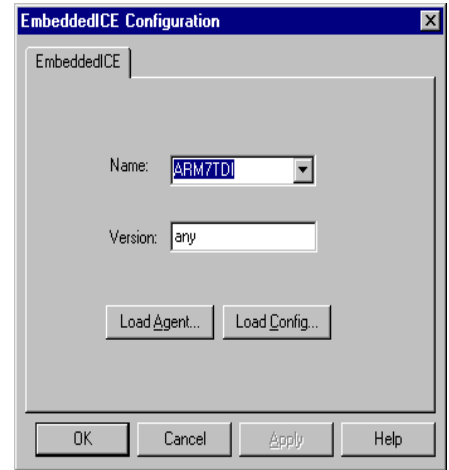 EmbeddedICE Configuration
EmbeddedICE
Name: ARM7TDI
Version: any
Load Agent... Load Config...
OK Cancel Apply Help